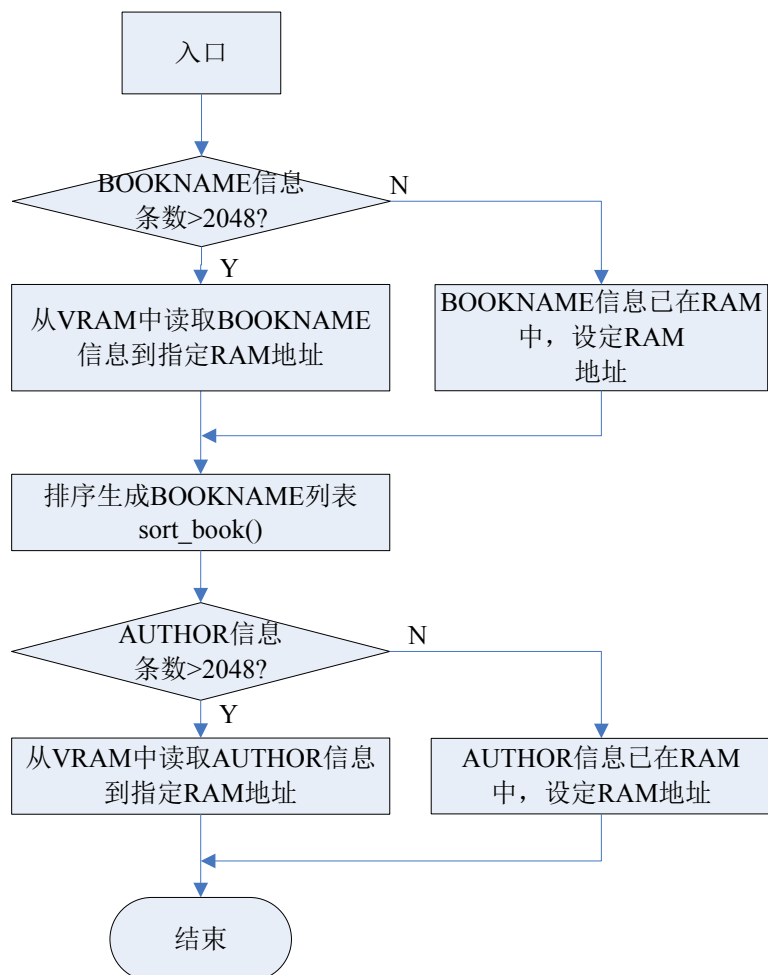 入口
BOOKNAME信息
条数>2048?
N
Y
从VRAM中读取BOOKNAME
信息到指定RAM地址
BOOKNAME信息已在RAM
中，设定RAM
地址
排序生成BOOKNAME列表
sort_book()
AUTHOR信息
条数>2048?
N
Y
从VRAM中读取AUTHOR信息
到指定RAM地址
AUTHOR信息已在RAM
中，设定RAM地址
结束